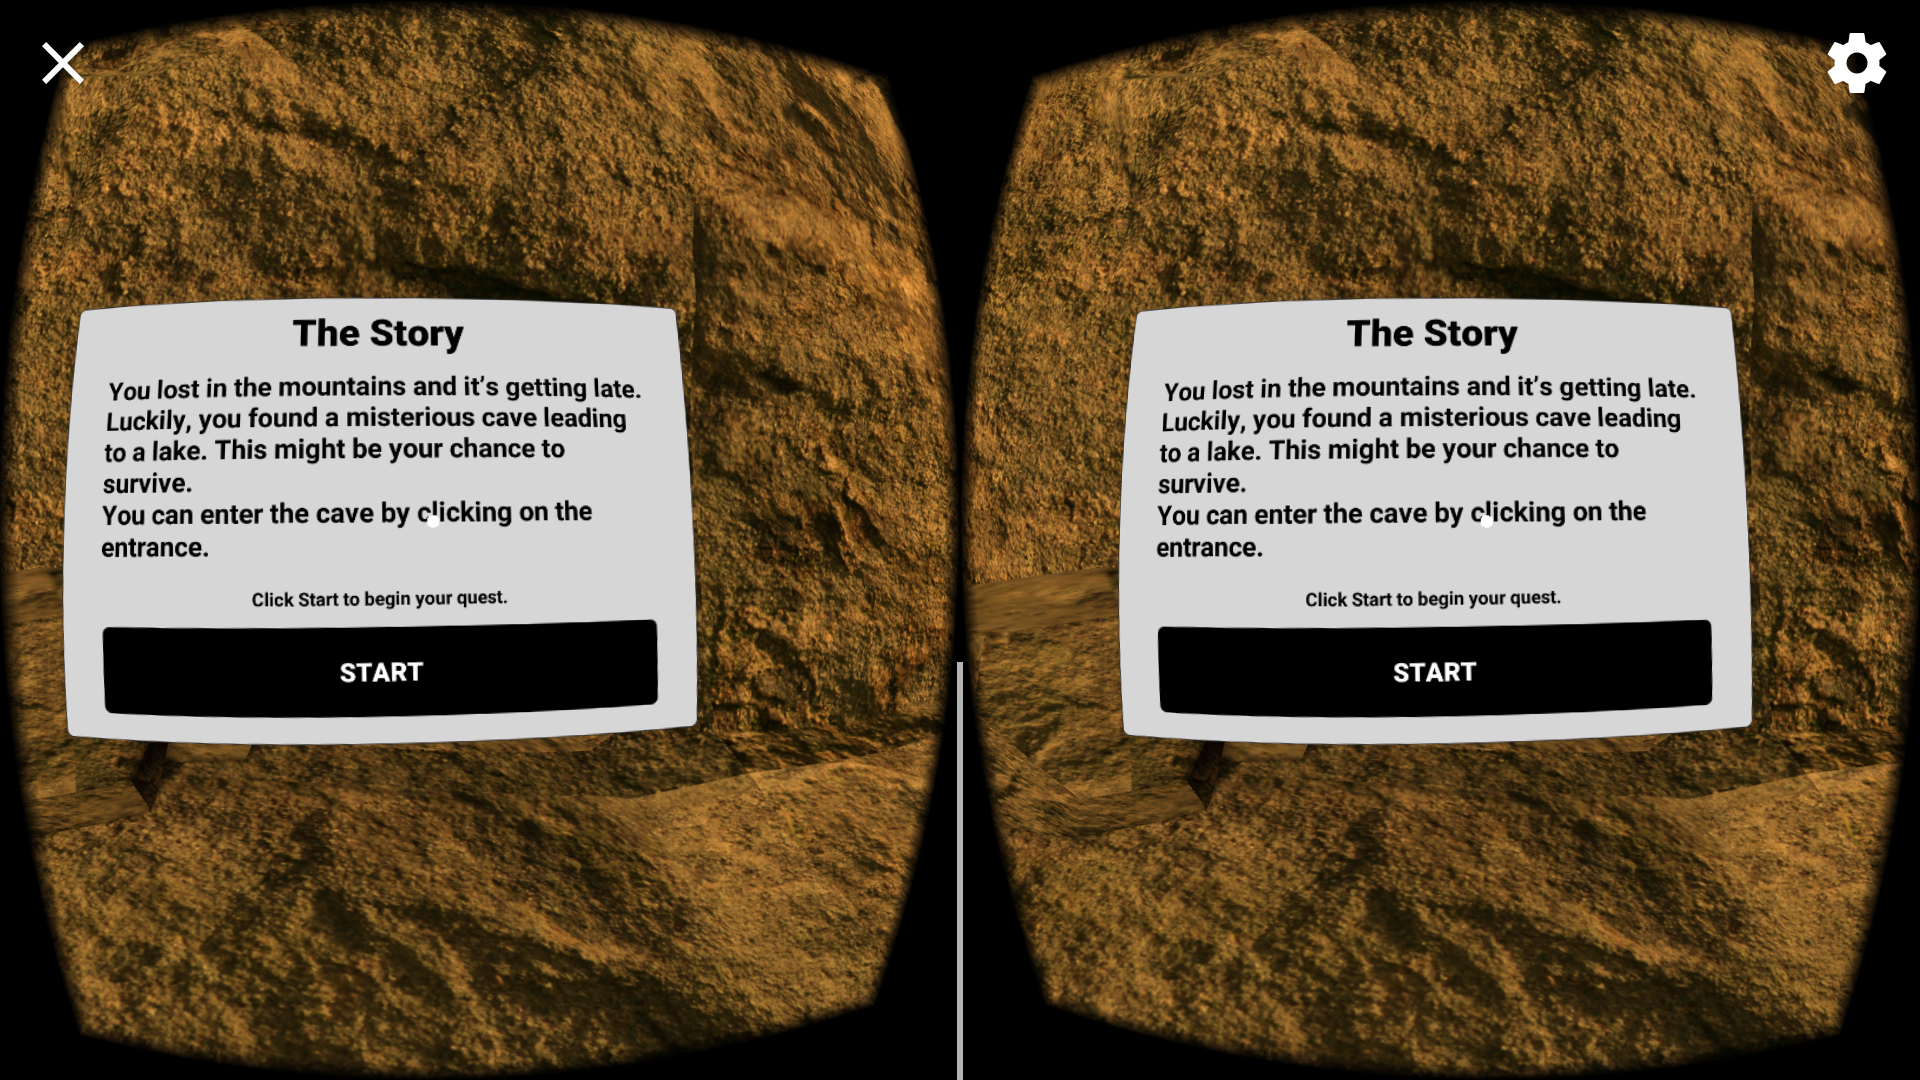 The Story
You lost in the mountains and it's getting late.
Luckily, you found a misterious cave leading
to a lake. This might be your chance to
survive.
You can enter the cave by clicking on the
entrance.
Click Start to begin your quest.
START
The Story
You lost in the mountains and it's getting late.
Luckily, you found a misterious cave leading
to a lake. This might be your chance to
survive.
You can enter the cave by clicking on the
entrance.
Click Start to begin your quest.
START